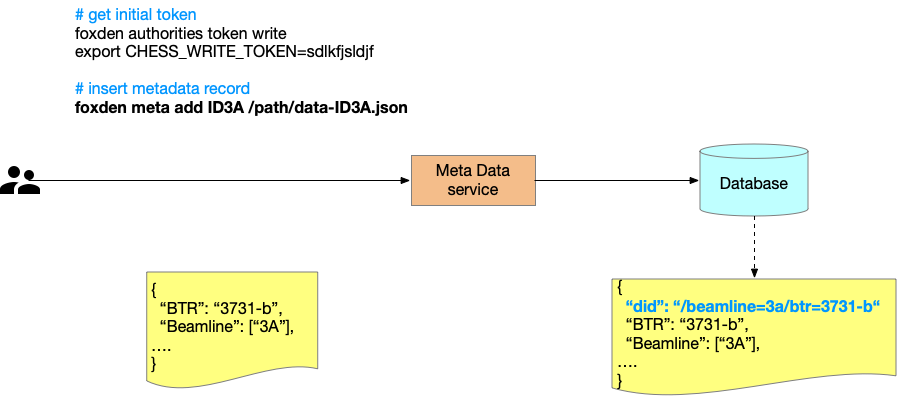 # get initial token
foxden authorities token write
export CHESS_WRITE_TOKEN=sdlkfjsldjf
# insert metadata record
foxden meta add ID3A /path/data-ID3A.json
Meta Data
service
Database
{
“BTR”: “3731-b”,
“Beamline”: [“3A”],
....
}
{
“did”: “/beamline=3a/btr=3731-b“
“BTR”: “3731-b”,
“Beamline”: [“3A”],
....
}